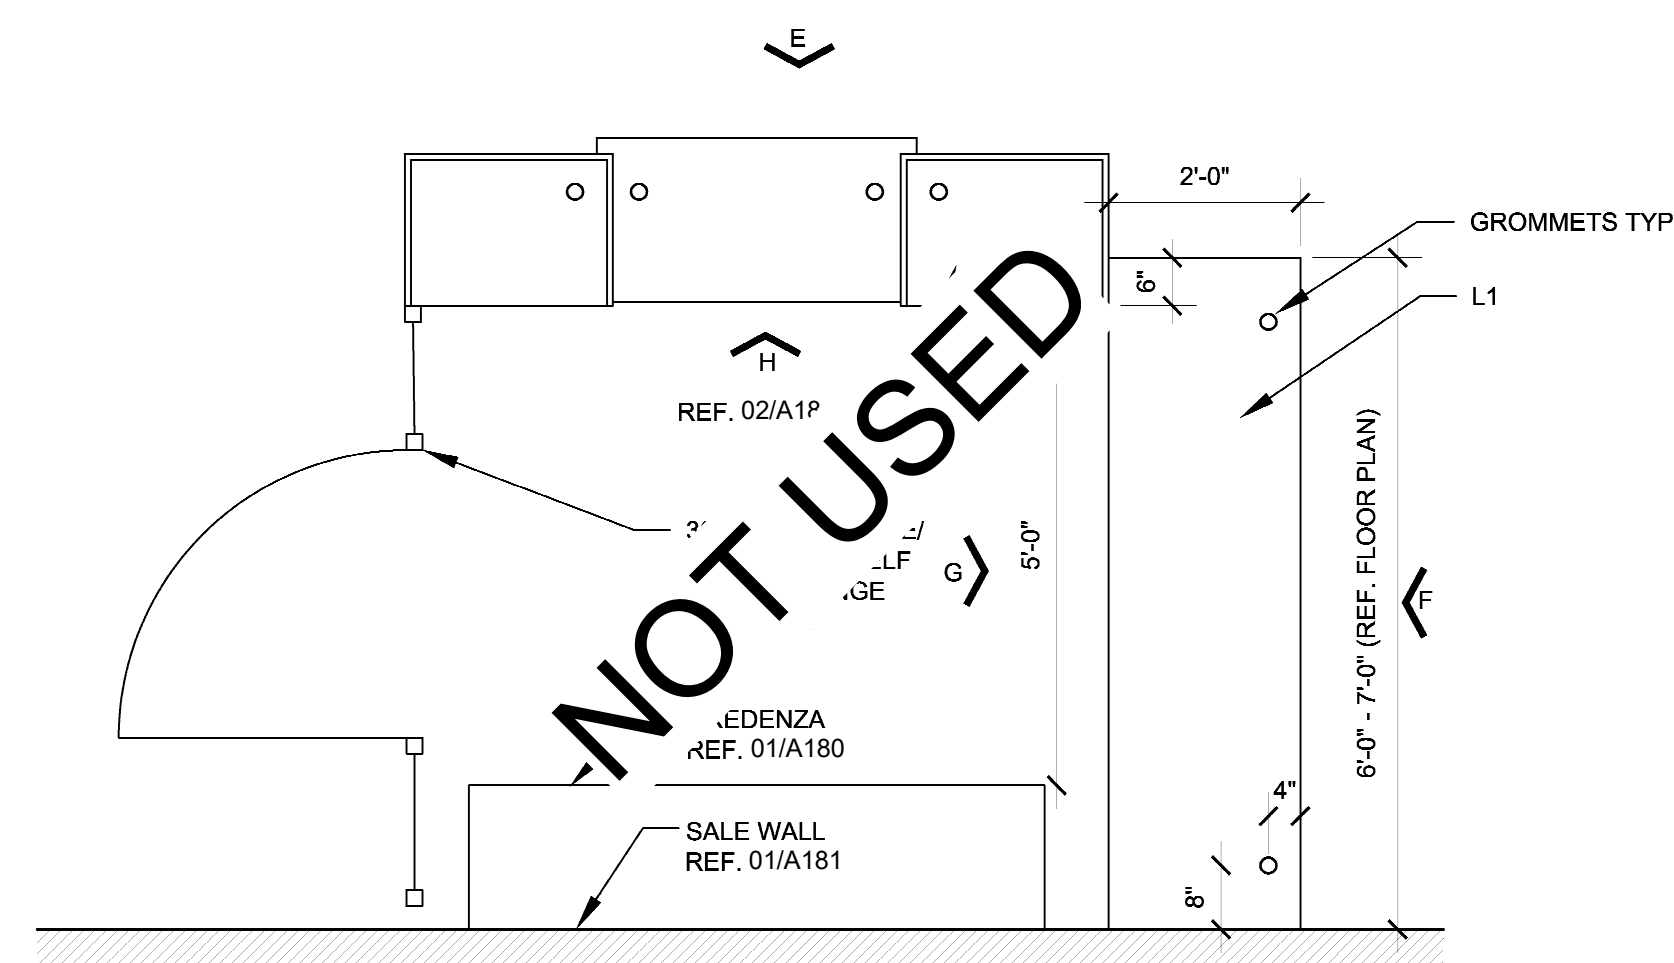 E
2'-0"
GROMMETS TYP
6"
L1
H
REF. 02/A18
NOT USED
G
5'-0"
6'-0" - 7'-0" (REF. FLOOR PLAN)
F
EDENZA
REF. 01/A180
4"
SALE WALL
REF. 01/A181
8"